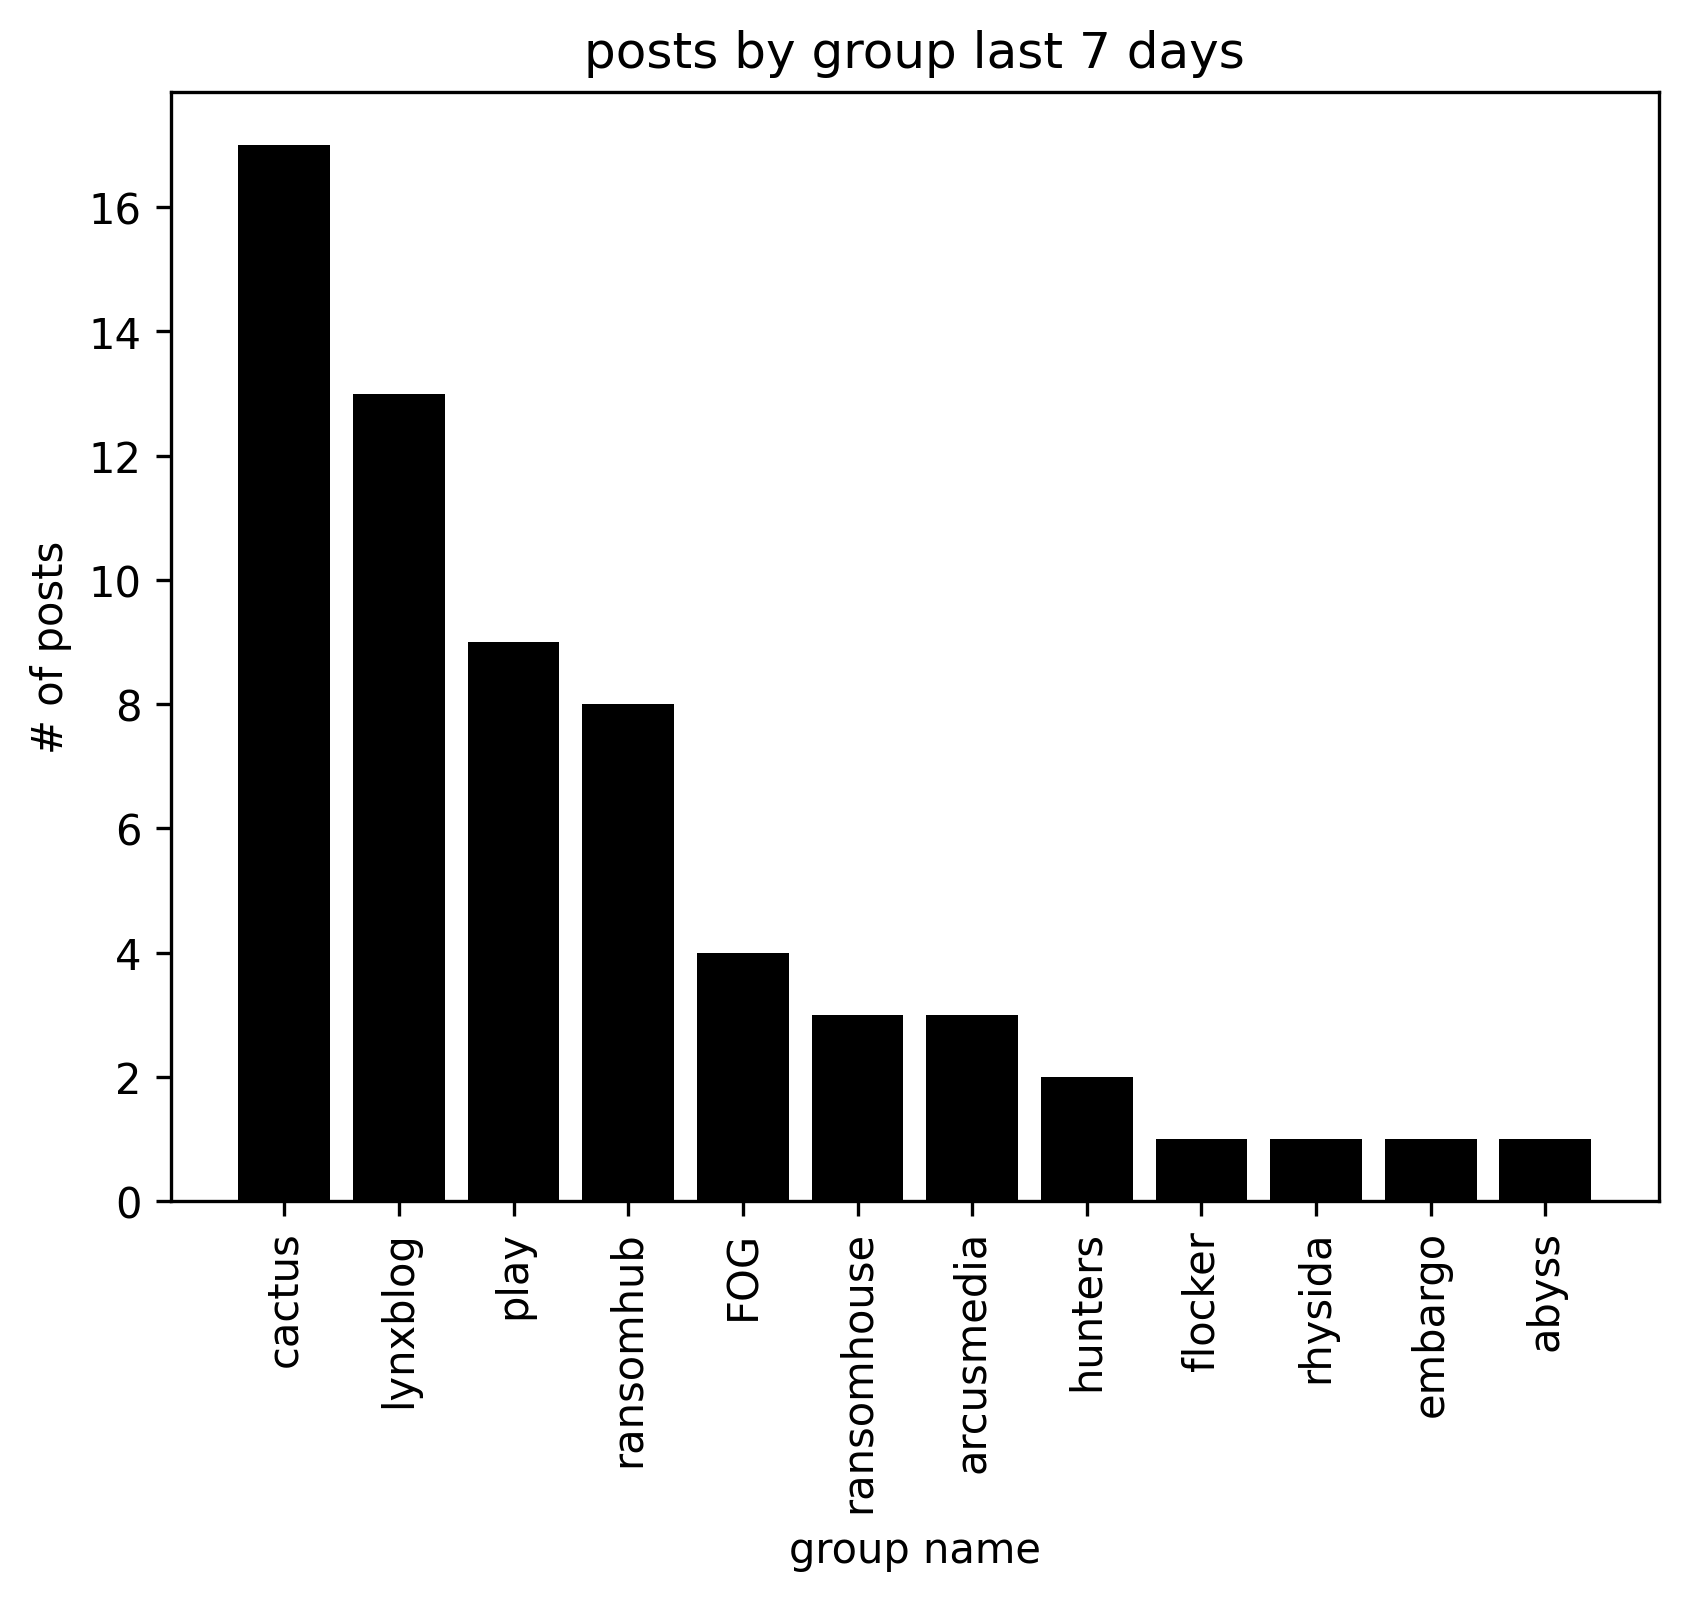 posts by group last 7 days
# of posts
16
14
12
10
8
6
4
2
0
cactus
lynxblog
play
ransomhub
FOG
ransomhouse
arcusmedia
hunters
flocker
rhysida
embargo
abyss
group name